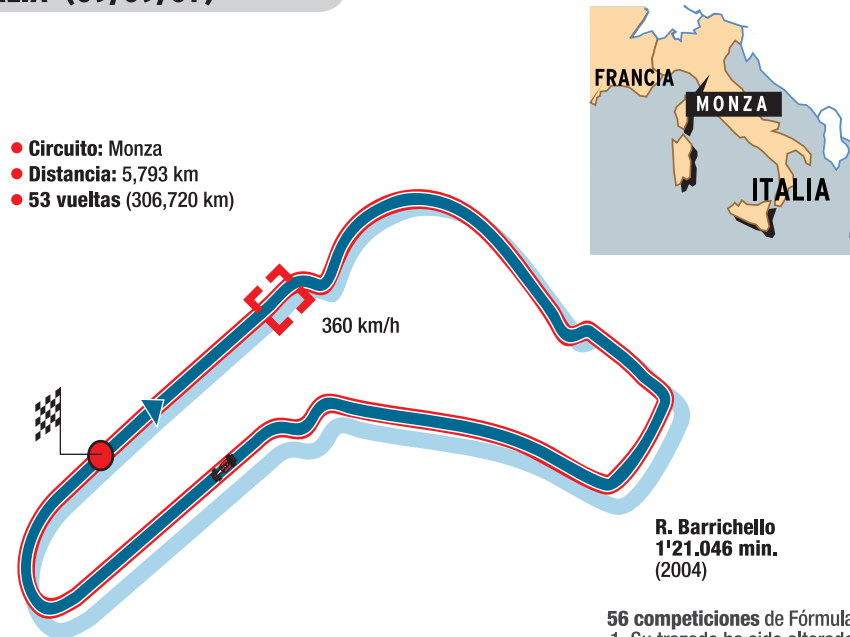 ● Circuito: Monza
● Distancia: 5,793 km
● 53 vueltas (306,720 km)
FRANCIA
MONZA
ITALIA
360 km/h
R. Barrichello
1'21.046 min.
(2004)
56 competiciones de Fórmula